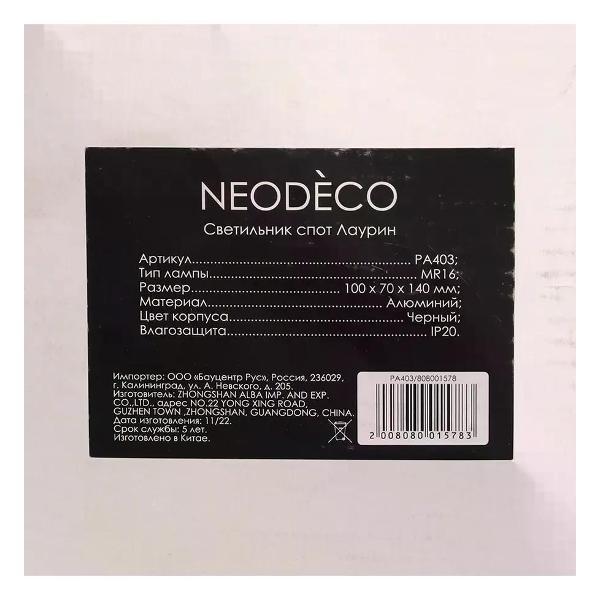 NEODÈCO
Светильник спот Лаурин
Артикул....................................................PA403;
Тип лампы..................................................MR16;
Размер.................................... 100 x 70 x 140 мм;
Материал.............................................Алюминий;
Цвет корпуса.......................................Черный;
Влагозащита..............................................IP20.
Импортер: ООО «Бауцентр Рус», Россия, 236029,
г. Калининград, ул. А. Невского, д. 205.
Изготовитель: ZHONGSHAN ALBA IMP. AND EXP.
CO.,LTD., адрес NO.22 YONG XING ROAD,
GUZHEN TOWN ,ZHONGSHAN, GUANGDONG, CHINA.
Дата изготовления: 11/22.
Срок службы: 5 лет.
Изготовлено в Китае.
PA403/808001578
2 008080 015783